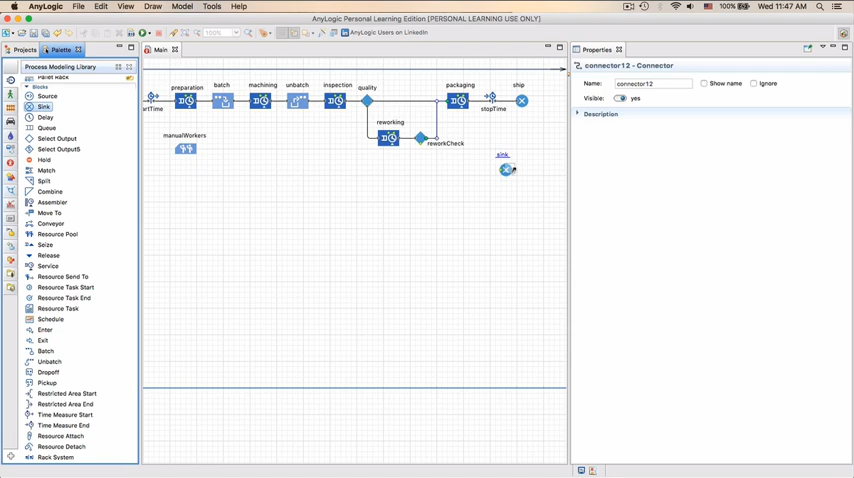 AnyLogic File Edit View Draw Model Tools Help
100% Wed 11:47 AM
AnyLogic Personal Learning Edition [PERSONAL LEARNING USE ONLY]
100% AnyLogic Users on LinkedIn
Projects Palette Main Properties
Process Modeling Library
Pallet Rack
Blocks
Source
Sink
Delay
Queue
Select Output
Select Output5
Hold
Match
Split
Combine
Assembler
Move To
Conveyor
Resource Pool
Seize
Release
Service
Resource Send To
Resource Task Start
Resource Task End
Resource Task
Schedule
Enter
Exit
Batch
Unbatch
Dropoff
Pickup
Restricted Area Start
Restricted Area End
Time Measure Start
Time Measure End
Resource Attach
Resource Detach
Rack System
preparation batch machining unbatch inspection quality packaging ship
artTime
stopTime
reworking
manualWorkers
reworkCheck
sink
connector12 - Connector
Name: connector12 Show name Ignore
Visible: yes
Description